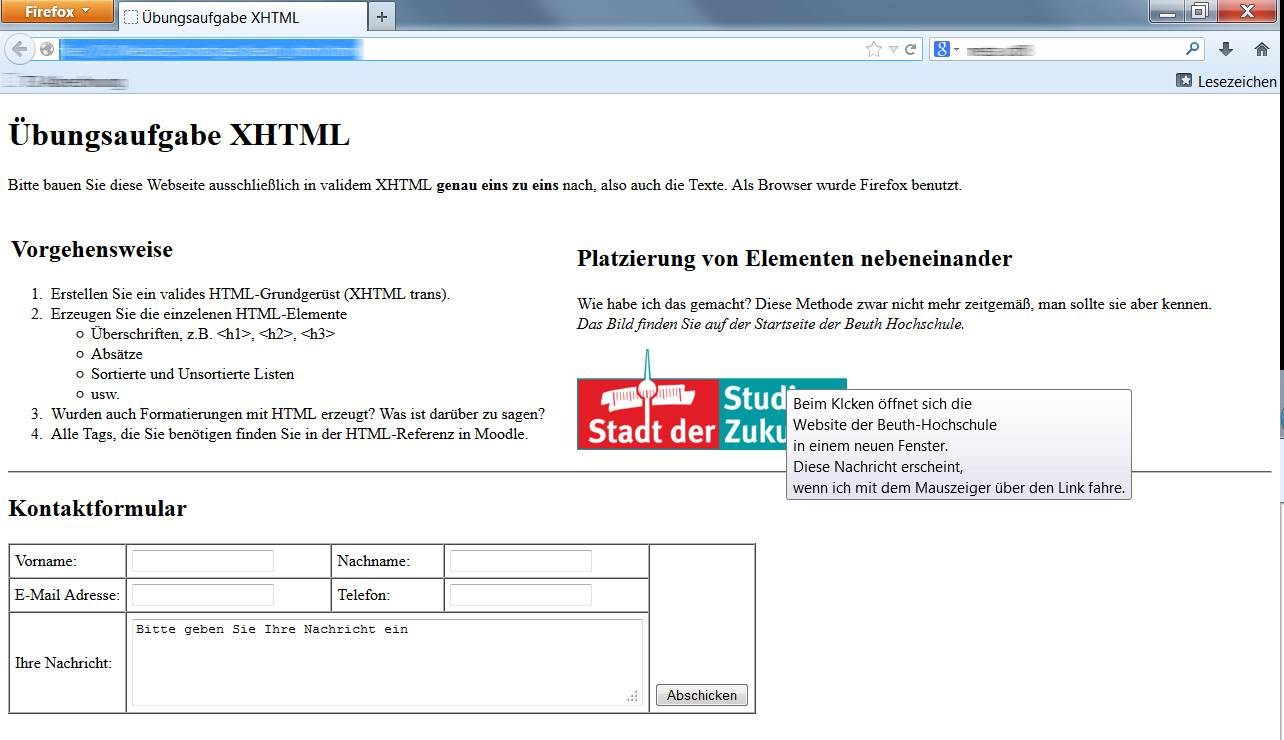 Firefox
Übungsaufgabe XHTML
Lesezeichen
Übungsaufgabe XHTML
Bitte bauen Sie diese Webseite ausschließlich in validem XHTML genau eins zu eins nach, also auch die Texte. Als Browser wurde Firefox benutzt.
Vorgehensweise
1. Erstellen Sie ein valides HTML-Grundgerüst (XHTML trans).
2. Erzeugen Sie die einzelenen HTML-Elemente
Überschriften, z.B. <h1>, <h2>, <h3>
Absätze
Sortierte und Unsortierte Listen
usw.
3. Wurden auch Formatierungen mit HTML erzeugt? Was ist darüber zu sagen?
4. Alle Tags, die Sie benötigen finden Sie in der HTML-Referenz in Moodle.
Platzierung von Elementen nebeneinander
Wie habe ich das gemacht? Diese Methode zwar nicht mehr zeitgemäß, man sollte sie aber kennen.
Das Bild finden Sie auf der Startseite der Beuth Hochschule.
Studi
Stadt der Zuku
Beim Klcken öffnet sich die
Website der Beuth-Hochschule
in einem neuen Fenster.
Diese Nachricht erscheint,
wenn ich mit dem Mauszeiger über den Link fahre.
Kontaktformular
Vorname: Nachname:
E-Mail Adresse: Telefon:
Ihre Nachricht: Bitte geben Sie Ihre Nachricht ein
Abschicken